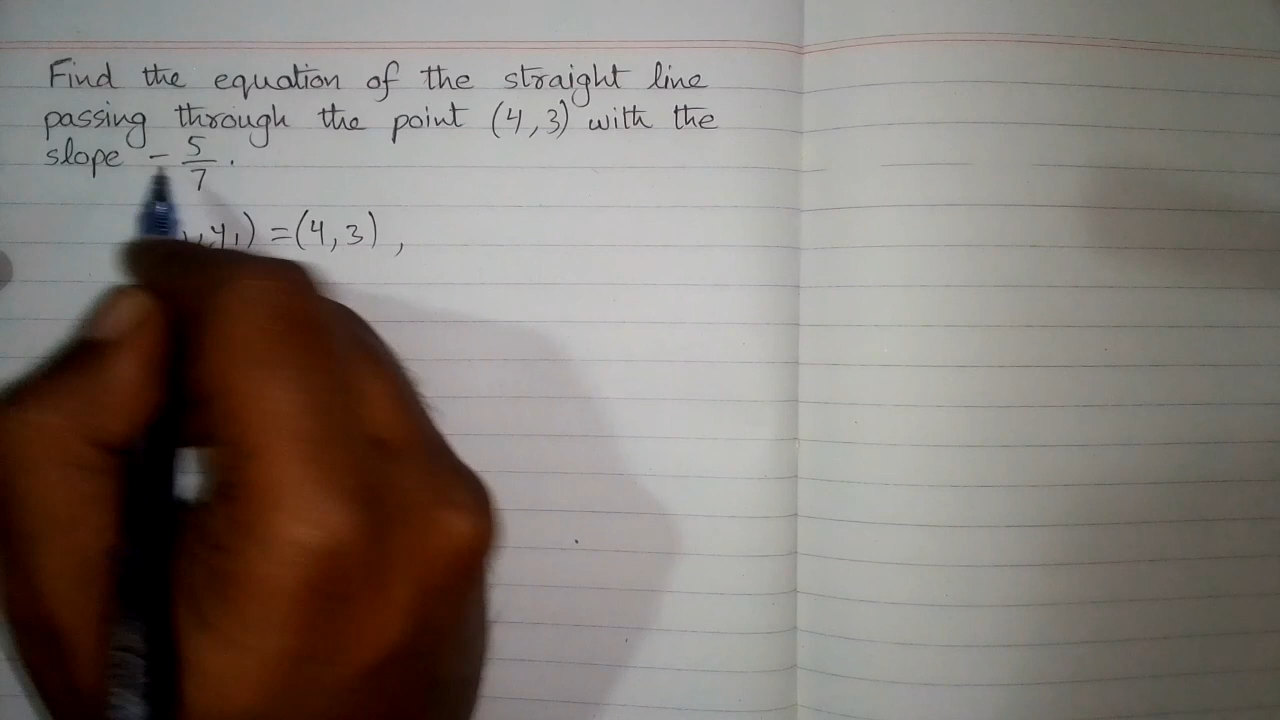 Find the equation of the straight line
passing through the point (4,3) with the
slope - 5/7.
,y₁) = (4,3),